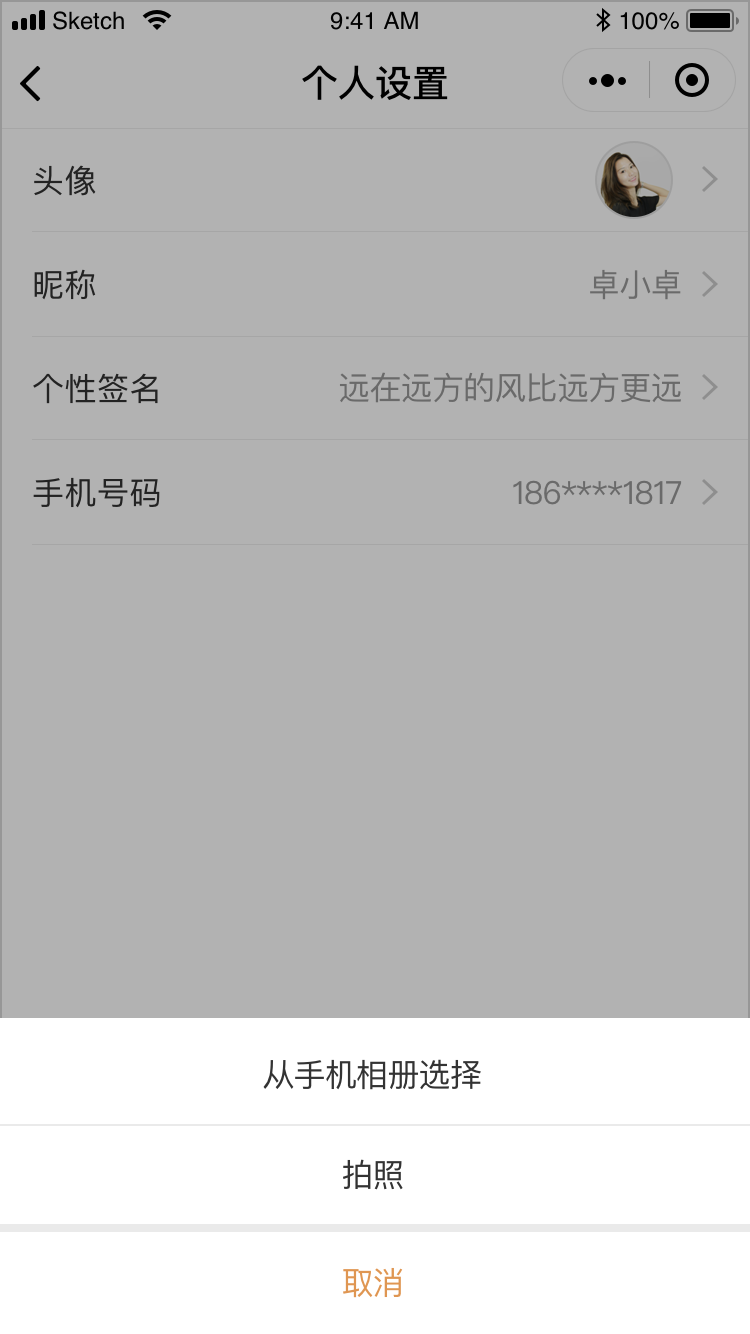 Sketch 9:41 AM 100%
个人设置
头像
昵称 卓小卓
个性签名 远在远方的风比远方更远
手机号码 186****1817
从手机相册选择
拍照
取消